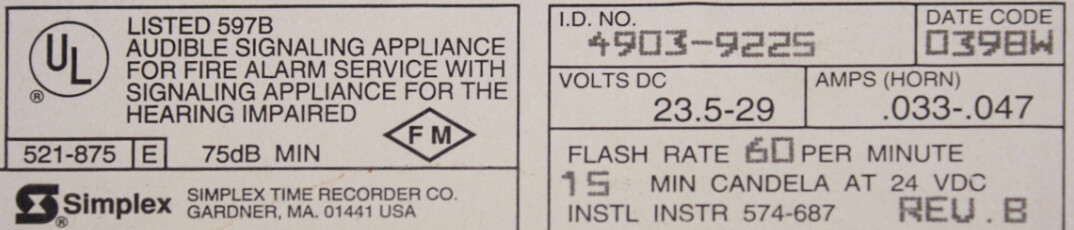 UL
LISTED 597B
AUDIBLE SIGNALING APPLIANCE
FOR FIRE ALARM SERVICE WITH
SIGNALING APPLIANCE FOR THE
HEARING IMPAIRED
®
FM
521-875 E 75dB MIN
Simplex ®
SIMPLEX TIME RECORDER CO.
GARDNER, MA. 01441 USA
I.D. NO.
4903-9225
DATE CODE
0398W
VOLTS DC
23.5-29
AMPS (HORN)
.033-.047
FLASH RATE 60 PER MINUTE
15 MIN CANDELA AT 24 VDC
INSTL INSTR 574-687 REV.B